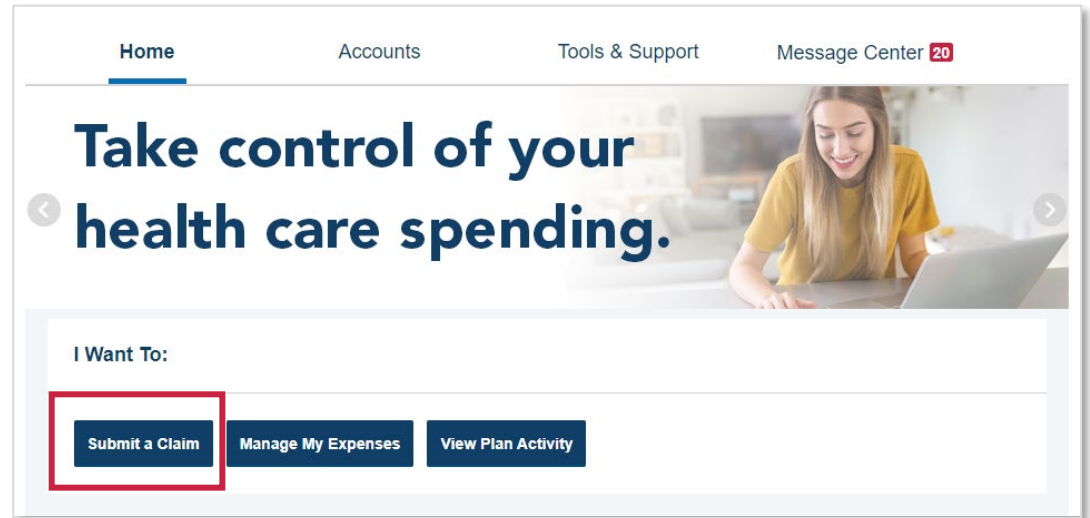 Home Accounts Tools & Support Message Center 20
Take control of your
health care spending.
I Want To:
Submit a Claim Manage My Expenses View Plan Activity